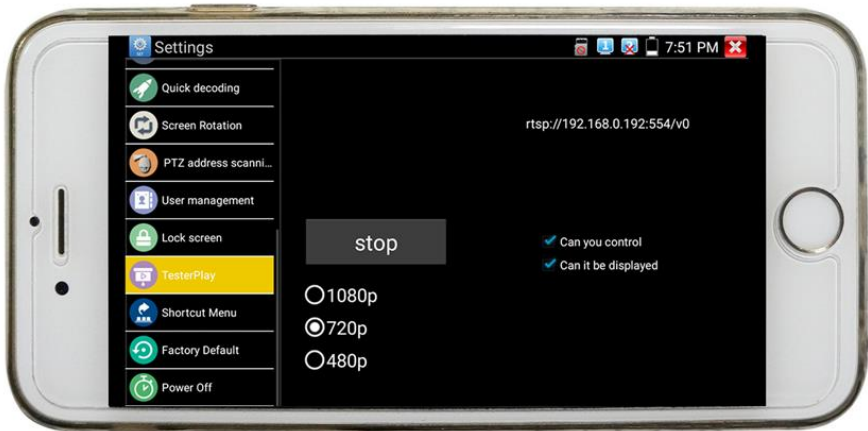 Settings
7:51 PM
Quick decoding
Screen Rotation
rtsp://192.168.0.192:554/v0
PTZ address scanni...
User management
Lock screen
stop
Can you control
Can it be displayed
TesterPlay
1080p
Shortcut Menu
720p
Factory Default
480p
Power Off